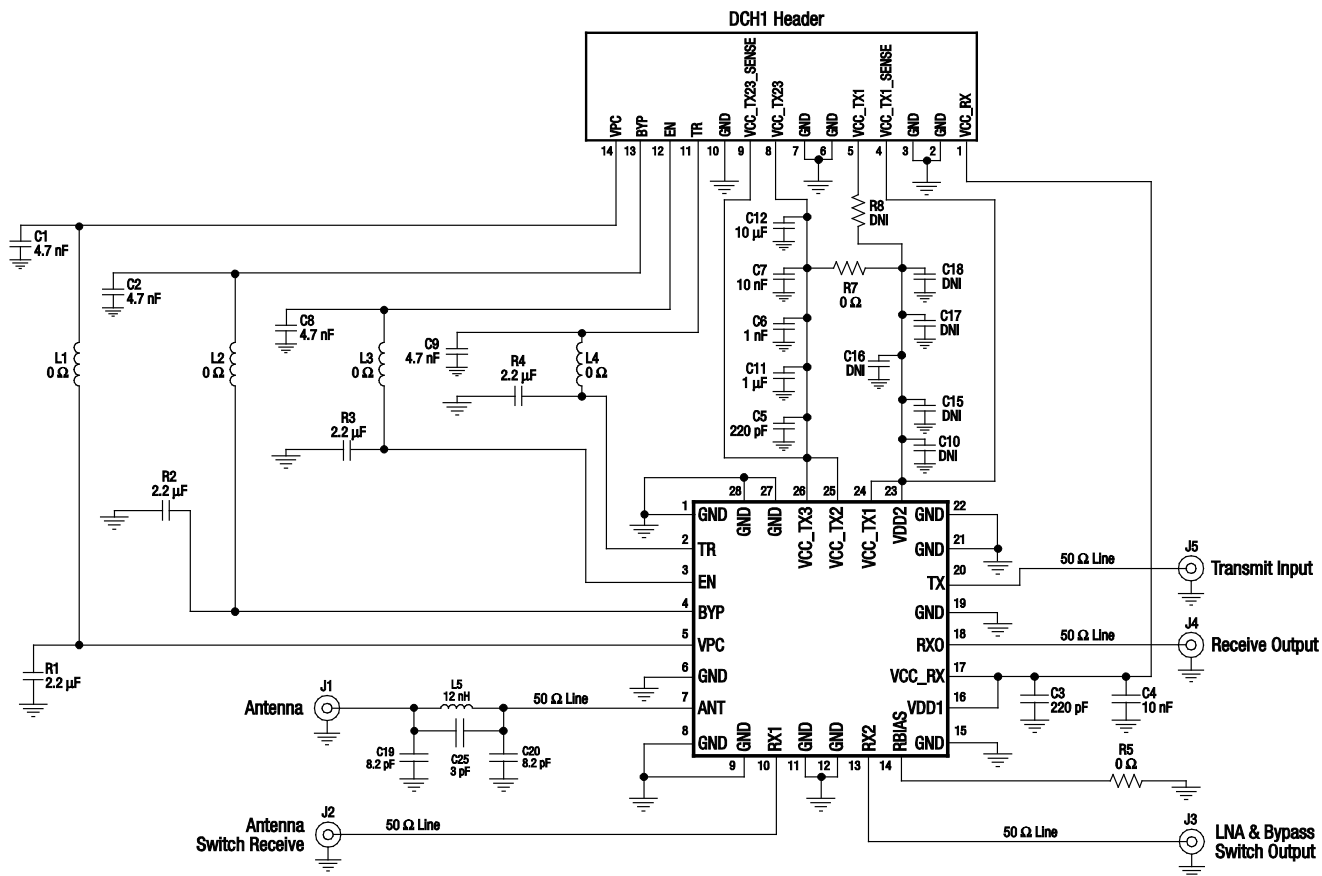 DCH1 Header
VPC
BYP
EN
TR
GND
VCC_TX23_SENSE
VCC_TX23
GND
GND
VCC_TX1
VCC_TX1_SENSE
GND
GND
VCC_RX
14
13
12
11
10
9
8
7
6
5
4
3
2
1
C1
4.7 nF
C2
4.7 nF
C8
4.7 nF
C9
4.7 nF
L1
0 Ω
L2
0 Ω
L3
0 Ω
L4
0 Ω
R4
2.2 µF
R3
2.2 µF
R2
2.2 µF
R1
2.2 µF
C12
10 µF
C7
10 nF
C6
1 nF
C11
1 µF
C5
220 pF
R8
DNI
R7
0 Ω
C18
DNI
C17
DNI
C16
DNI
C15
DNI
C10
DNI
28
27
26
25
24
23
GND
GND
VCC_TX3
VCC_TX2
VCC_TX1
VDD2
1
GND
2
TR
3
EN
4
BYP
5
VPC
6
GND
7
ANT
8
GND
GND
22
GND
21
TX
20
GND
19
RXO
18
VCC_RX
17
VDD1
16
GND
15
GND
RX1
GND
GND
RX2
RBIAS
9
10
11
12
13
14
50 Ω Line
J5
Transmit Input
50 Ω Line
J4
Receive Output
C3
220 pF
C4
10 nF
R5
0 Ω
Antenna
J1
L5
12 nH
50 Ω Line
C19
8.2 pF
C25
3 pF
C20
8.2 pF
Antenna
Switch Receive
J2
50 Ω Line
50 Ω Line
J3
LNA & Bypass
Switch Output